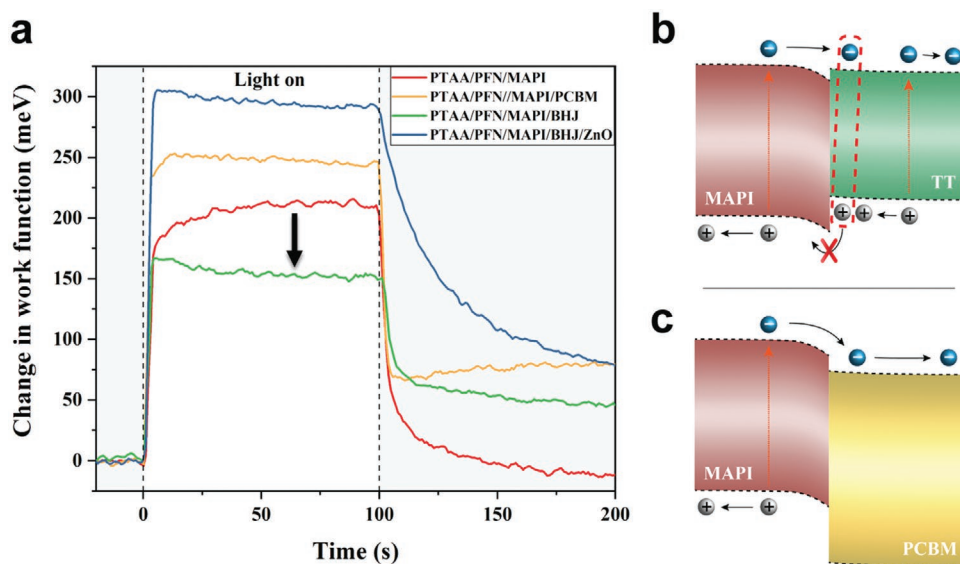 a
Change in work function (meV)
300
250
200
150
100
50
0
Light on
PTAA/PFN/MAPI
PTAA/PFN//MAPI/PCBM
PTAA/PFN/MAPI/BHJ
PTAA/PFN/MAPI/BHJ/ZnO
0
50
100
150
200
Time (s)
b
MAPI
TT
c
MAPI
PCBM